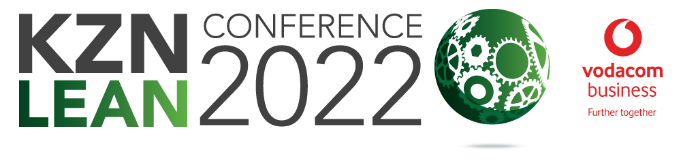 KZN
LEAN
CONFERENCE
2022
vodacom
business
Further together